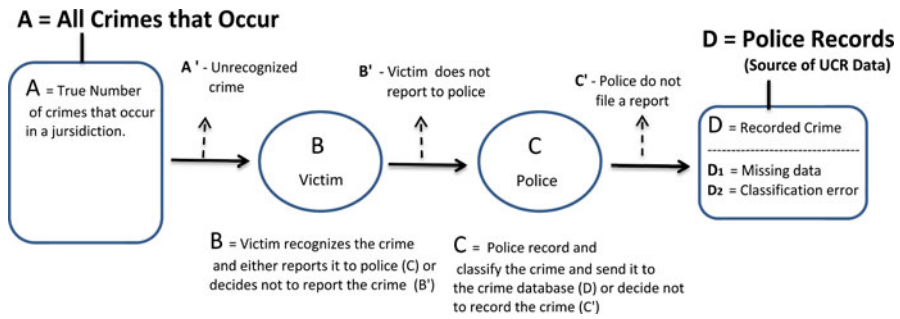 A = All Crimes that Occur
A = True Number
of crimes that occur
in a jursidiction.
A' - Unrecognized
crime
B
Victim
B = Victim recognizes the crime
and either reports it to police (C) or
decides not to report the crime (B')
B' - Victim does not
report to police
C
Police
C = Police record and
classify the crime and send it to
the crime database (D) or decide not
to record the crime (C')
C'- Police do not
file a report
D = Police Records
(Source of UCR Data)
D = Recorded Crime
D1 = Missing data
D2 = Classification error